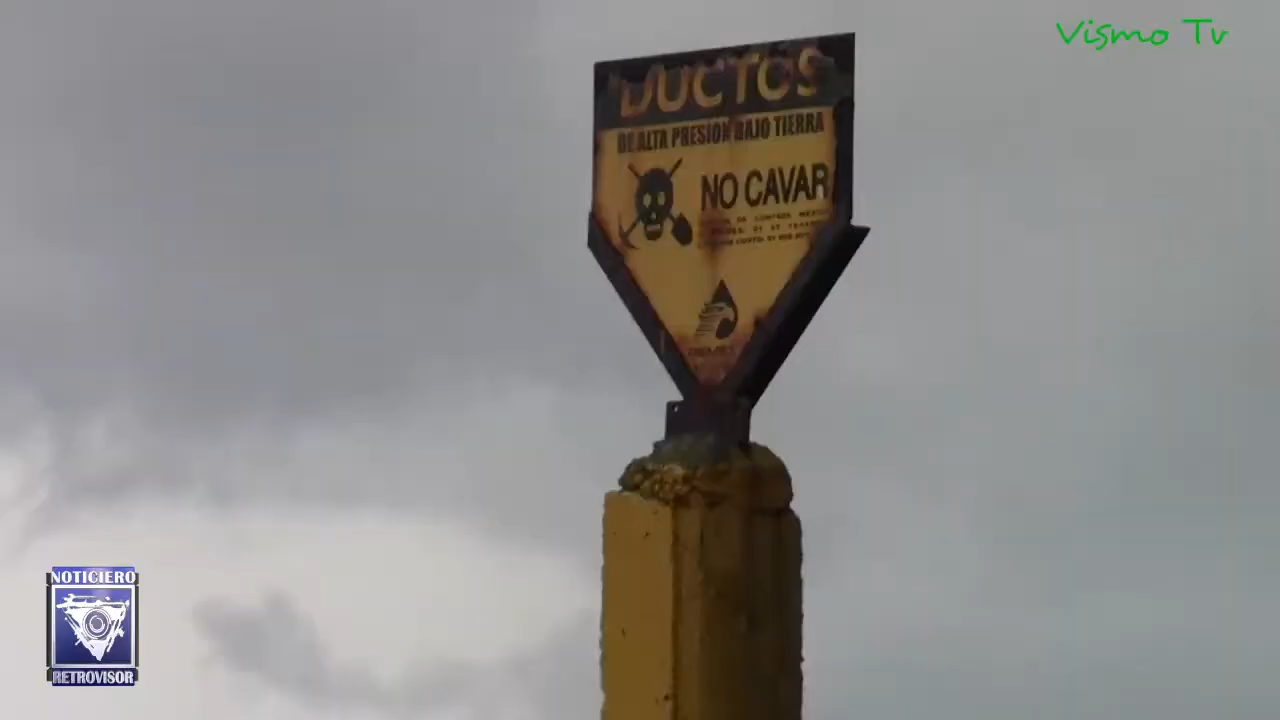 Vismo Tv
DUCTOS
DE ALTA PRESION BAJO TIERRA
NO CAVAR
NOTICIERO
RETROVISOR